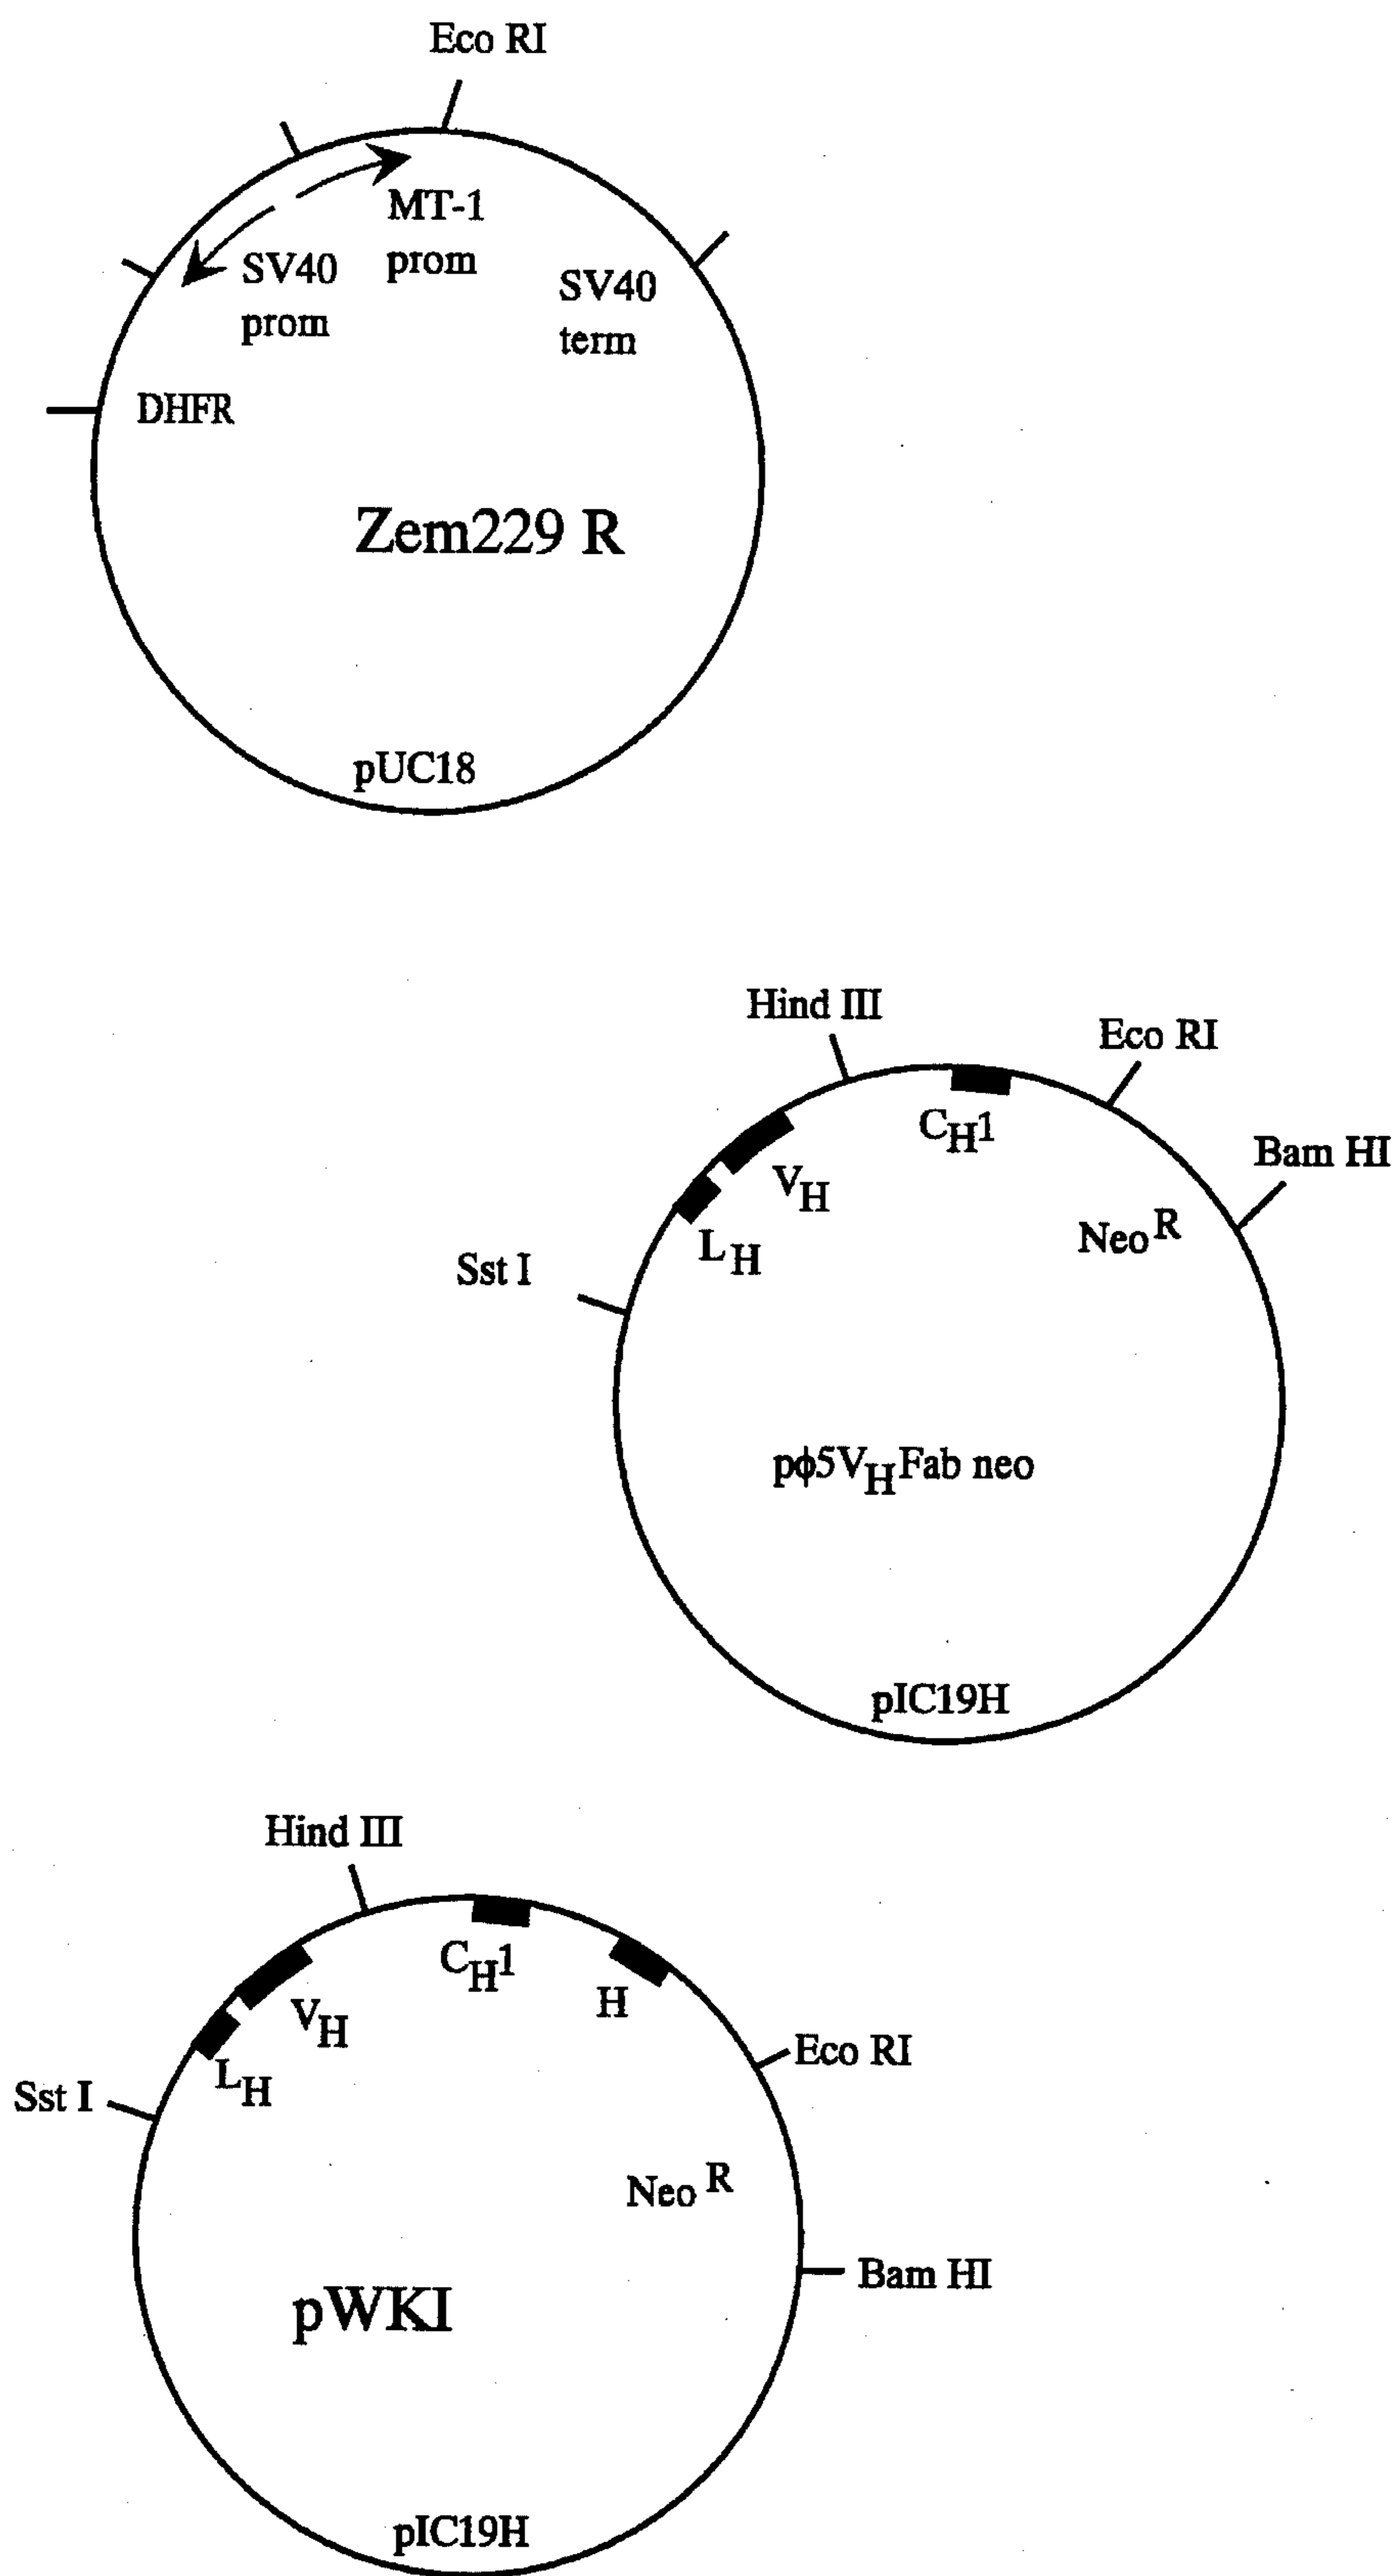 Eco RI
MT-1
prom
SV40
prom
SV40
term
DHFR
Zem229 R
pUC18
Hind III
Eco RI
CH1
Bam HI
VH
NeoR
LH
Sst I
pϕ5VHFab neo
pIC19H
Hind III
CH1
H
VH
Eco RI
LH
Sst I
NeoR
Bam HI
pWKI
pIC19H